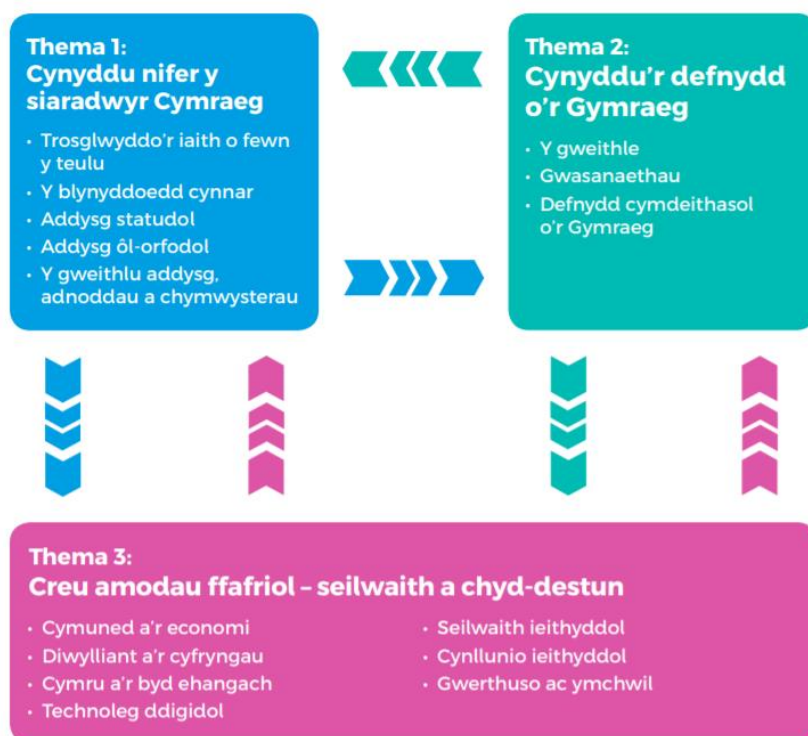 Thema 1:
Cynyddu nifer y
siaradwyr Cymraeg
• Trosglwyddo'r iaith o fewn
y teulu
• Y blynyddoedd cynnar
• Addysg statudol
• Addysg ôl-orfodol
• Y gweithlu addysg,
adnoddau a chymwysterau
Thema 2:
Cynyddu'r defnydd
o'r Gymraeg
• Y gweithle
• Gwasanaethau
• Defnydd cymdeithasol
o'r Gymraeg
Thema 3:
Creu amodau ffafriol – seilwaith a chyd-destun
• Cymuned a'r economi
• Diwylliant a'r cyfryngau
• Cymru a'r byd ehangach
• Technoleg ddigidol
• Seilwaith ieithyddol
• Cynllunio ieithyddol
• Gwerthuso ac ymchwil